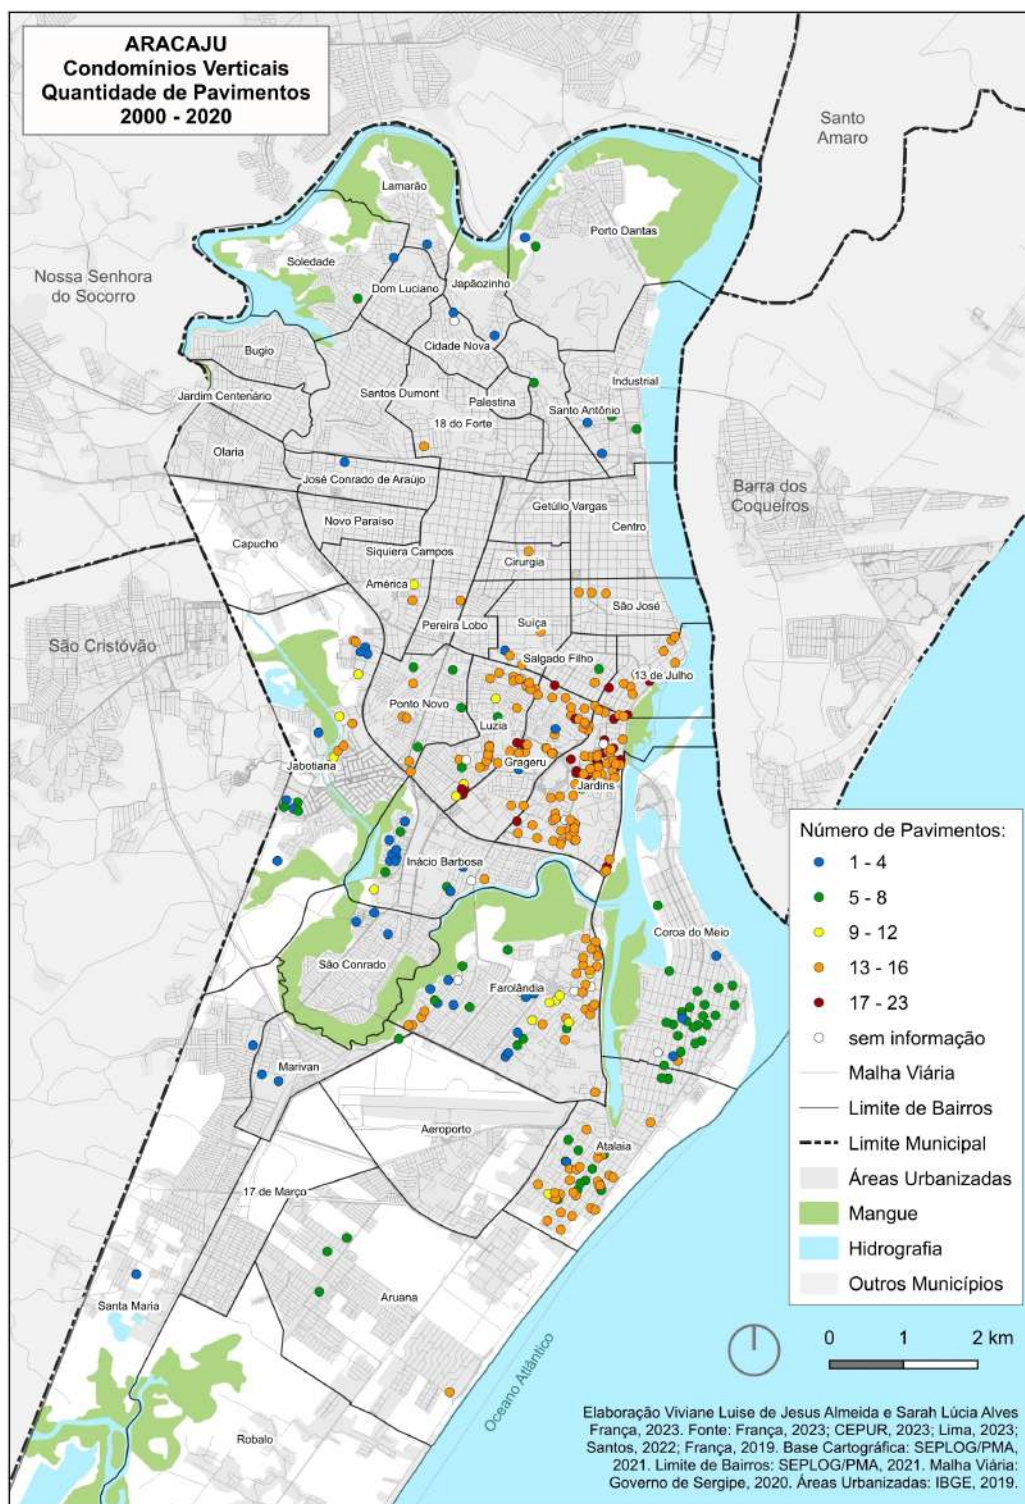 ARACAJU
Condomínios Verticais
Quantidade de Pavimentos
2000 - 2020
Santo
Amaro
Lamarão
Porto Dantas
Soledade
Nossa Senhora
do Socorro
Dom Luciano
Japãozinho
Cidade Nova
Bugio
Industrial
Jardim Centenário
Santos Dumont
Palestina
Santo Antônio
18 do Forte
Olaria
José Conrado de Araújo
Barra dos
Coqueiros
Getúlio Vargas
Centro
Novo Paraíso
Capucho
Siquiera Campos
Cirurgia
América
São José
Pereira Lobo
Suíça
São Cristóvão
Salgado Filho
13 de Julho
Ponto Novo
Luzia
Jabotiana
Grageru
Jardins
Inácio Barbosa
Coroa do Meio
São Conrado
Farolândia
Marivan
Aeroporto
Atalaia
17 de Março
Santa Maria
Aruana
Robalo
Oceano Atlântico
Número de Pavimentos:
1 - 4
5 - 8
9 - 12
13 - 16
17 - 23
sem informação
Malha Viária
Limite de Bairros
Limite Municipal
Áreas Urbanizadas
Mangue
Hidrografia
Outros Municípios
0 1 2 km
Elaboração Viviane Luise de Jesus Almeida e Sarah Lúcia Alves
França, 2023. Fonte: França, 2023; CEPUR, 2023; Lima, 2023;
Santos, 2022; França, 2019. Base Cartográfica: SEPLOG/PMA,
2021. Limite de Bairros: SEPLOG/PMA, 2021. Malha Viária:
Governo de Sergipe, 2020. Áreas Urbanizadas: IBGE, 2019.